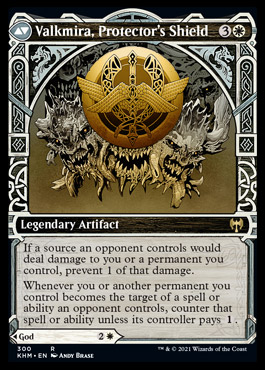 Valkmira, Protector's Shield 3
Legendary Artifact
If a source an opponent controls would
deal damage to you or a permanent you
control, prevent 1 of that damage.
Whenever you or another permanent you
control becomes the target of a spell or
ability an opponent controls, counter that
spell or ability unless its controller pays 1.
God 2
300 R
KHM • EN ANDY BRASE
™ & © 2021 Wizards of the Coast